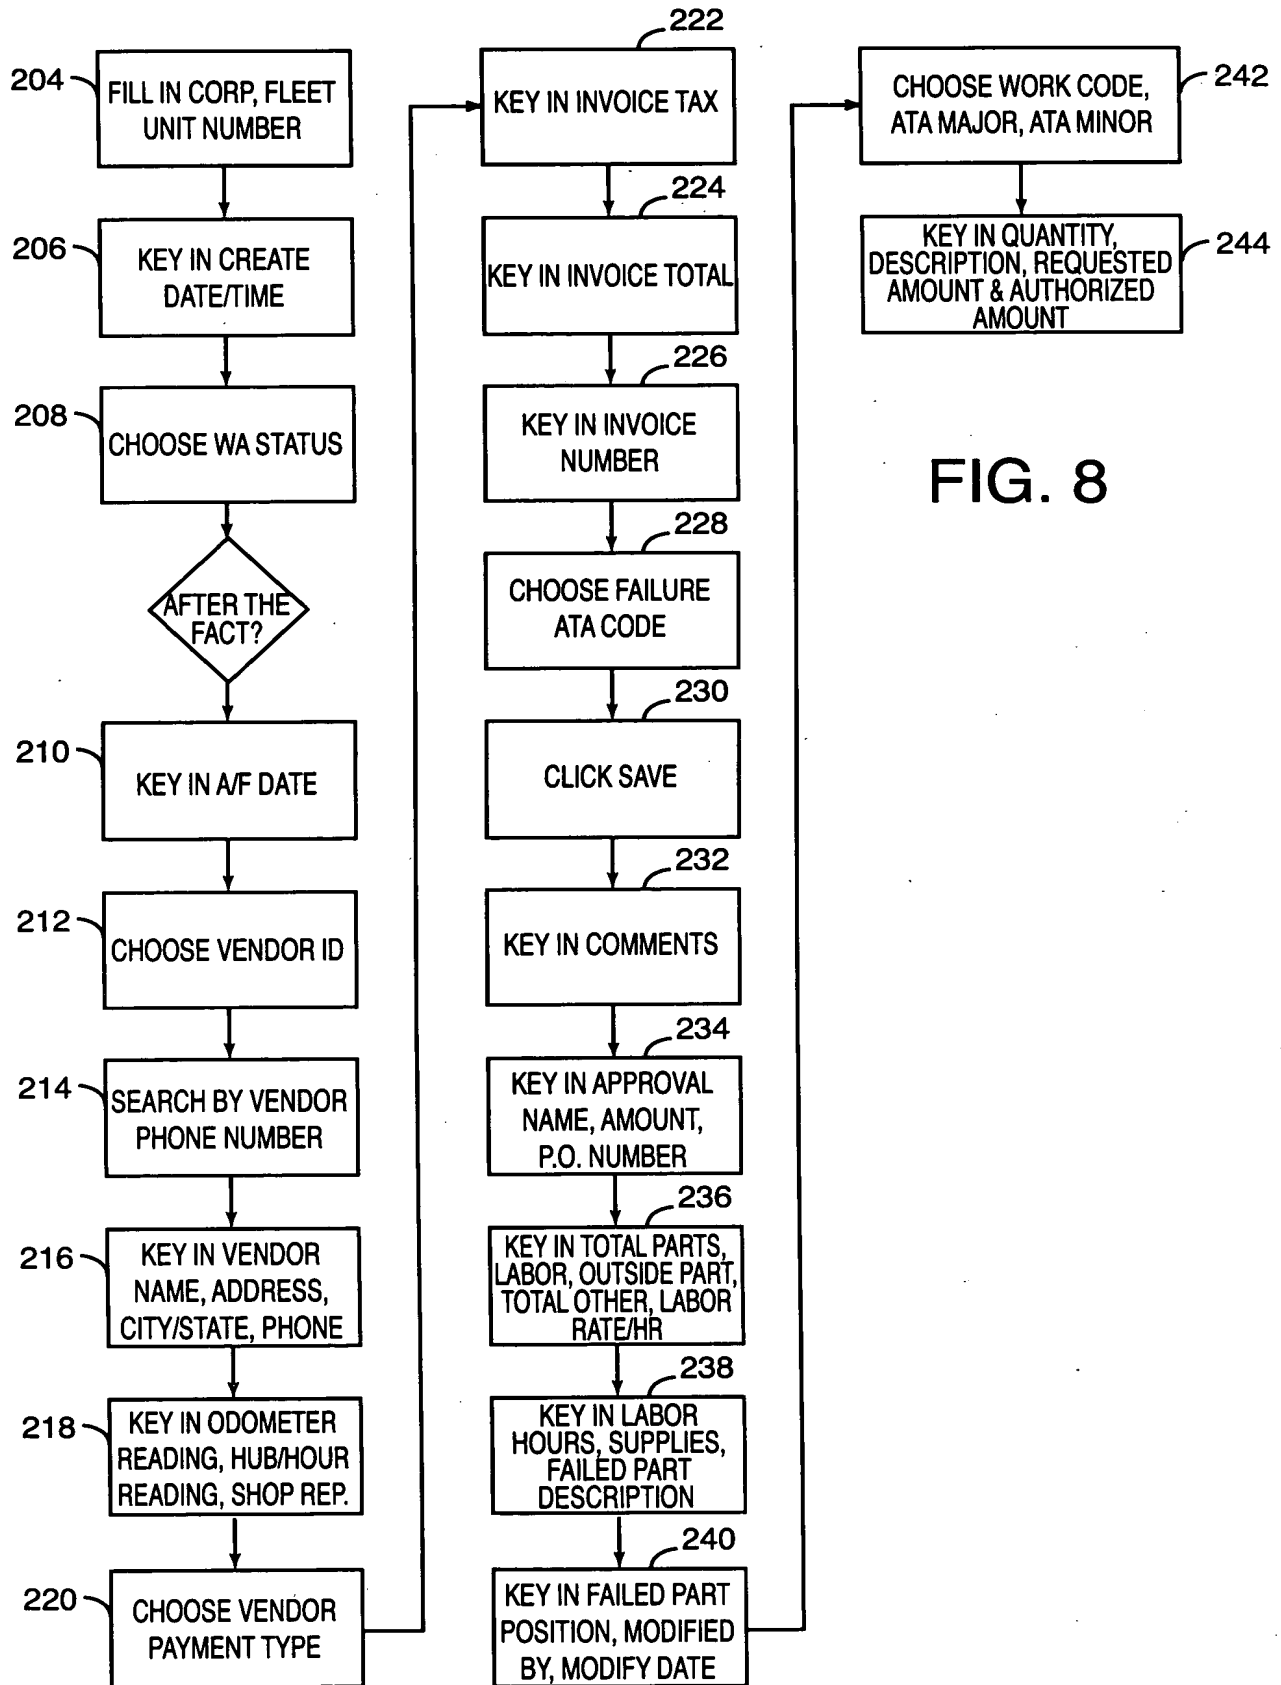 204
FILL IN CORP, FLEET
UNIT NUMBER
206
KEY IN CREATE
DATE/TIME
208
CHOOSE WA STATUS
AFTER THE
FACT?
210
KEY IN A/F DATE
212
CHOOSE VENDOR ID
214
SEARCH BY VENDOR
PHONE NUMBER
216
KEY IN VENDOR
NAME, ADDRESS,
CITY/STATE, PHONE
218
KEY IN ODOMETER
READING, HUB/HOUR
READING, SHOP REP.
220
CHOOSE VENDOR
PAYMENT TYPE
222
KEY IN INVOICE TAX
224
KEY IN INVOICE TOTAL
226
KEY IN INVOICE
NUMBER
228
CHOOSE FAILURE
ATA CODE
230
CLICK SAVE
232
KEY IN COMMENTS
234
KEY IN APPROVAL
NAME, AMOUNT,
P.O. NUMBER
236
KEY IN TOTAL PARTS,
LABOR, OUTSIDE PART,
TOTAL OTHER, LABOR
RATE/HR
238
KEY IN LABOR
HOURS, SUPPLIES,
FAILED PART
DESCRIPTION
240
KEY IN FAILED PART
POSITION, MODIFIED
BY, MODIFY DATE
242
CHOOSE WORK CODE,
ATA MAJOR, ATA MINOR
244
KEY IN QUANTITY,
DESCRIPTION, REQUESTED
AMOUNT & AUTHORIZED
AMOUNT
FIG. 8